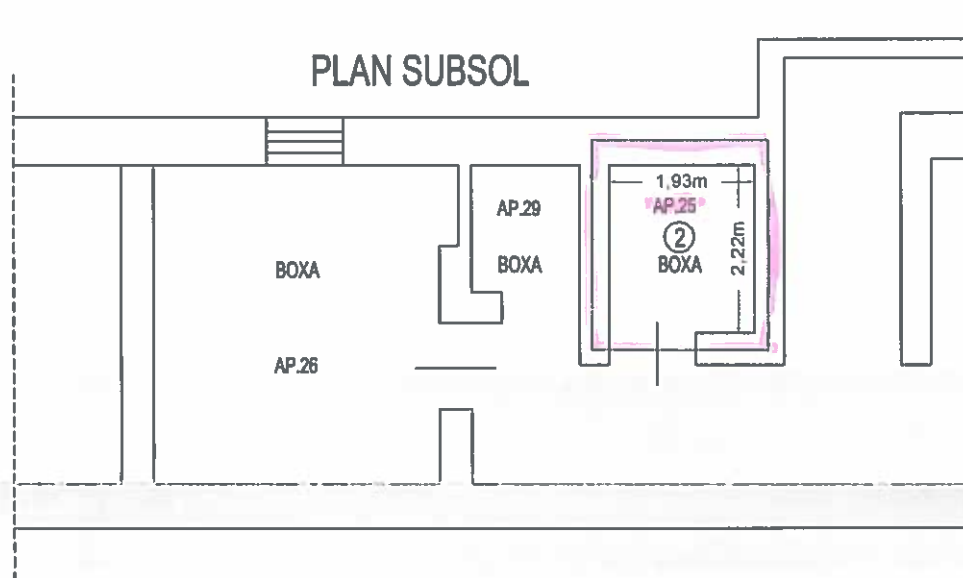 PLAN SUBSOL
BOXA
AP.26
AP.29
BOXA
1,93m
AP.25
2
BOXA
2,22m